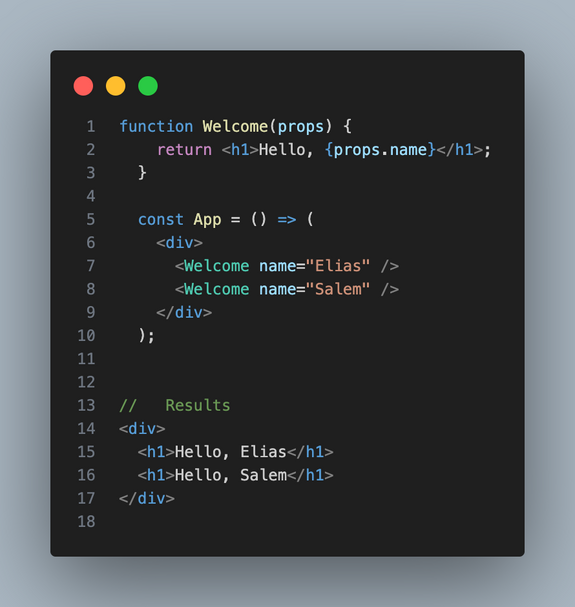 1 function Welcome(props) {
2     return <h1>Hello, {props.name}</h1>;
3   }
4
5   const App = () => (
6     <div>
7       <Welcome name="Elias" />
8       <Welcome name="Salem" />
9     </div>
10   );
11
12
13 //   Results
14 <div>
15   <h1>Hello, Elias</h1>
16   <h1>Hello, Salem</h1>
17 </div>
18